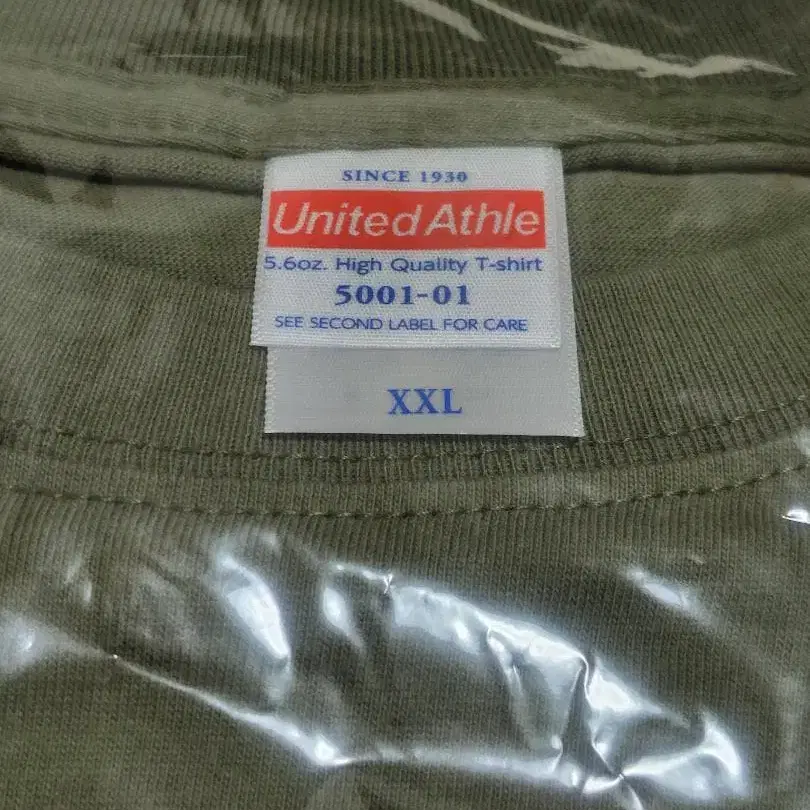 SINCE 1930
United Athle
5.6oz. High Quality T-shirt
5001-01
SEE SECOND LABEL FOR CARE
XXL